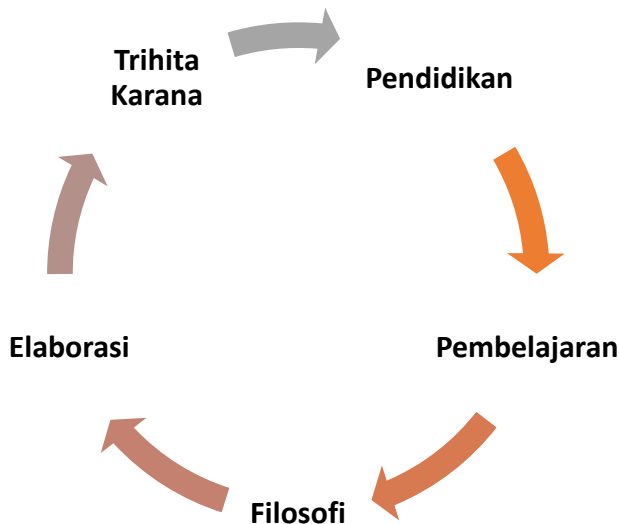 Trihita
Karana
Pendidikan
Pembelajaran
Filosofi
Elaborasi